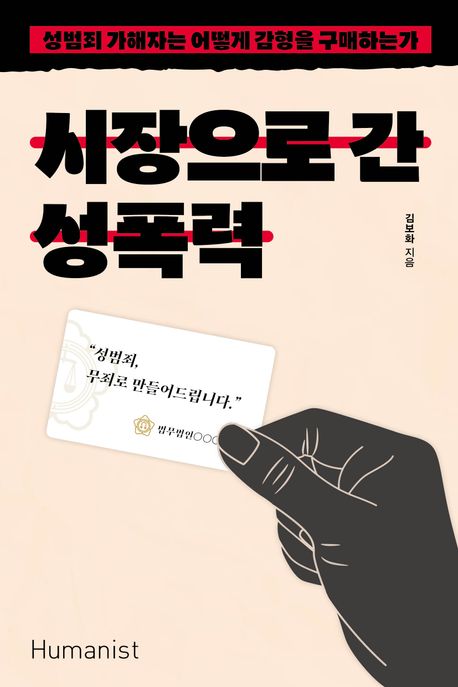 성범죄 가해자는 어떻게 감형을 구매하는가
시장으로 간
성폭력
김보화 지음
“성범죄,
무죄로 만들어드립니다.”
법무법인○○○
Humanist